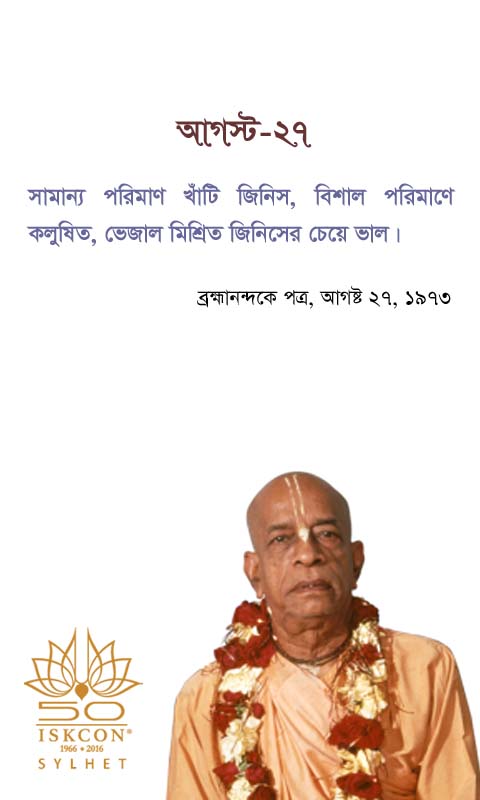 আগস্ট-২৭
সামান্য পরিমাণ খাঁটি জিনিস, বিশাল পরিমাণে
কলুষিত, ভেজাল মিশ্রিত জিনিসের চেয়ে ভাল।
ব্রহ্মানন্দকে পত্র, আগষ্ট ২৭, ১৯৭৩
50
ISKCON®
1966 • 2016
SYLHET